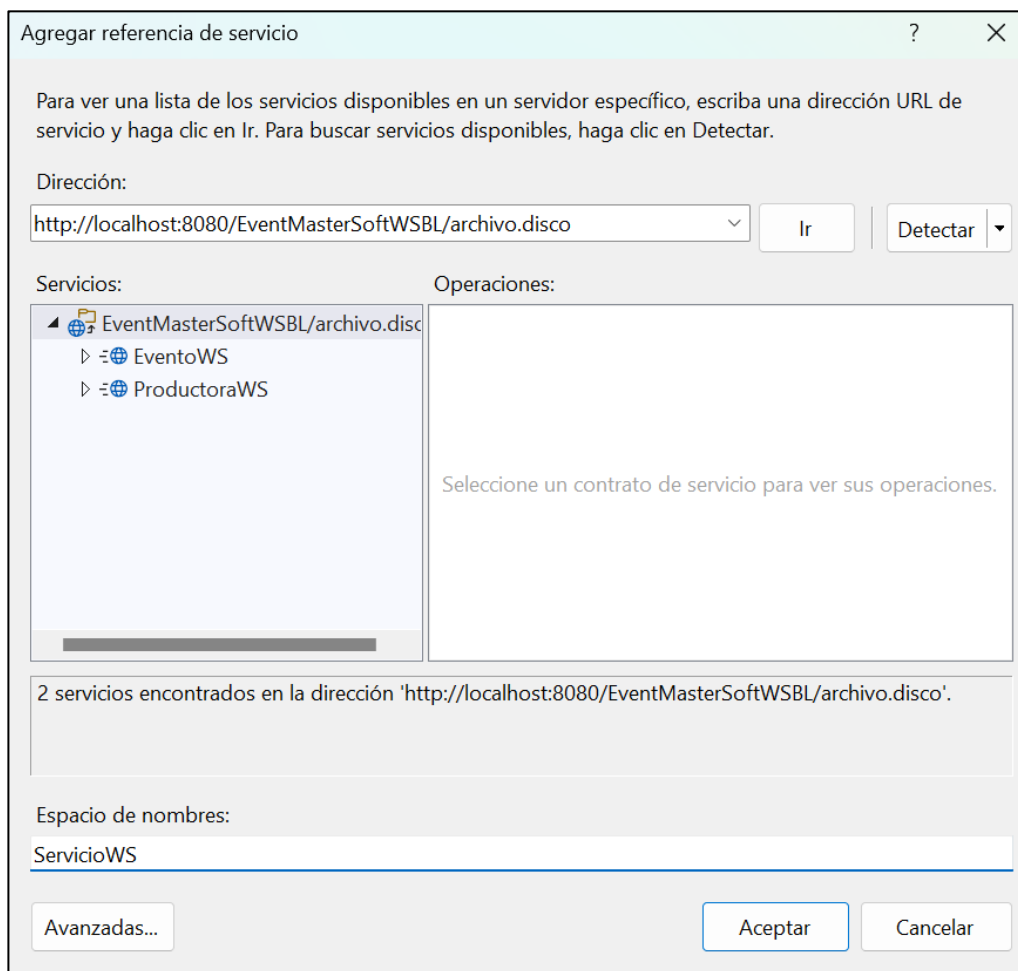 Agregar referencia de servicio
?
Para ver una lista de los servicios disponibles en un servidor específico, escriba una dirección URL de
servicio y haga clic en Ir. Para buscar servicios disponibles, haga clic en Detectar.
Dirección:
http://localhost:8080/EventMasterSoftWSBL/archivo.disco
Ir
Detectar
Servicios:
Operaciones:
EventMasterSoftWSBL/archivo.disc
EventoWS
ProductoraWS
Seleccione un contrato de servicio para ver sus operaciones.
2 servicios encontrados en la dirección 'http://localhost:8080/EventMasterSoftWSBL/archivo.disco'.
Espacio de nombres:
ServicioWS
Avanzadas...
Aceptar
Cancelar